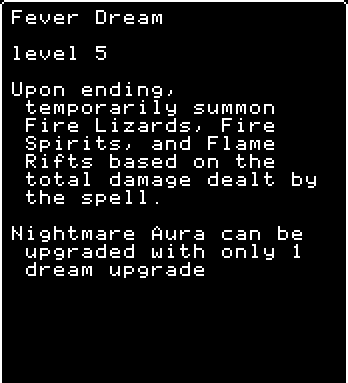 Fever Dream
level 5
Upon ending,
temporarily summon
Fire Lizards, Fire
Spirits, and Flame
Rifts based on the
total damage dealt by
the spell.
Nightmare Aura can be
upgraded with only 1
dream upgrade